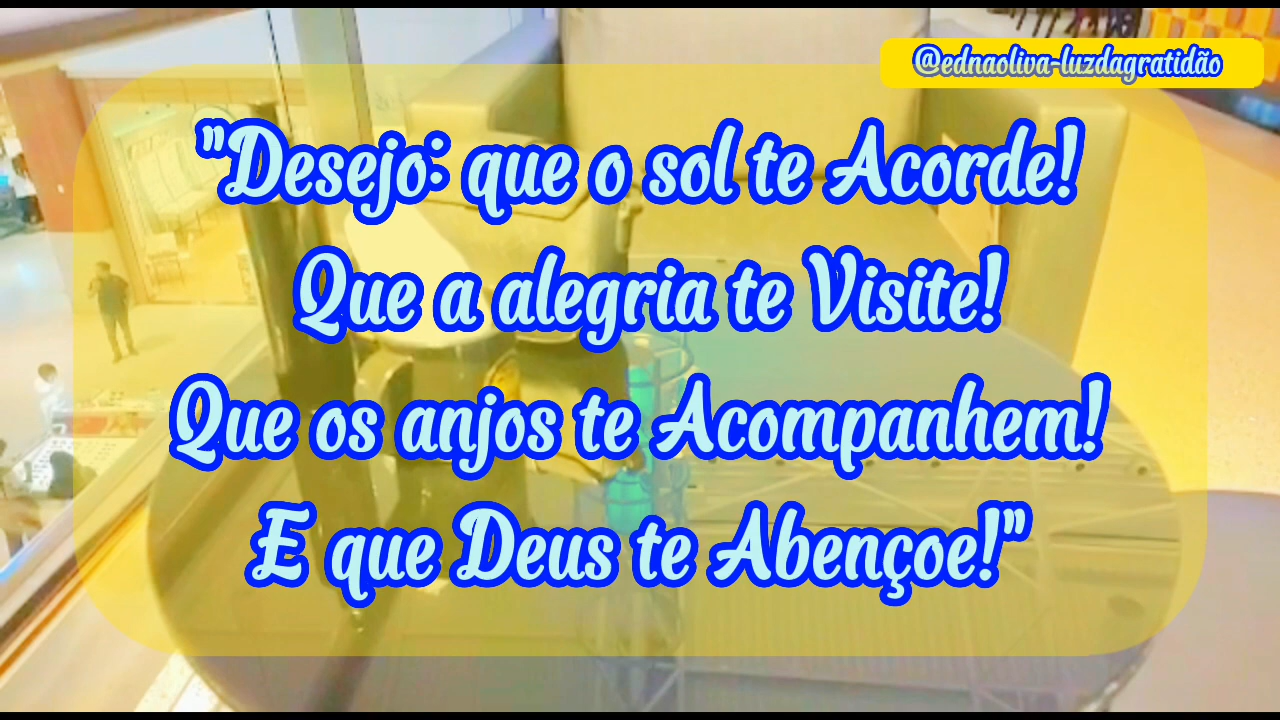 @ednaoliva-luzdagratidão
"Desejo: que o sol te Acorde!
Que a alegria te Visite!
Que os anjos te Acompanhem!
E que Deus te Abençoe!"